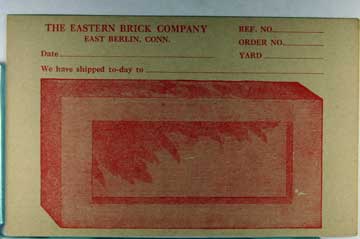 THE EASTERN BRICK COMPANY
EAST BERLIN, CONN.
REF. NO.
ORDER NO.
Date
YARD
We have shipped to-day to